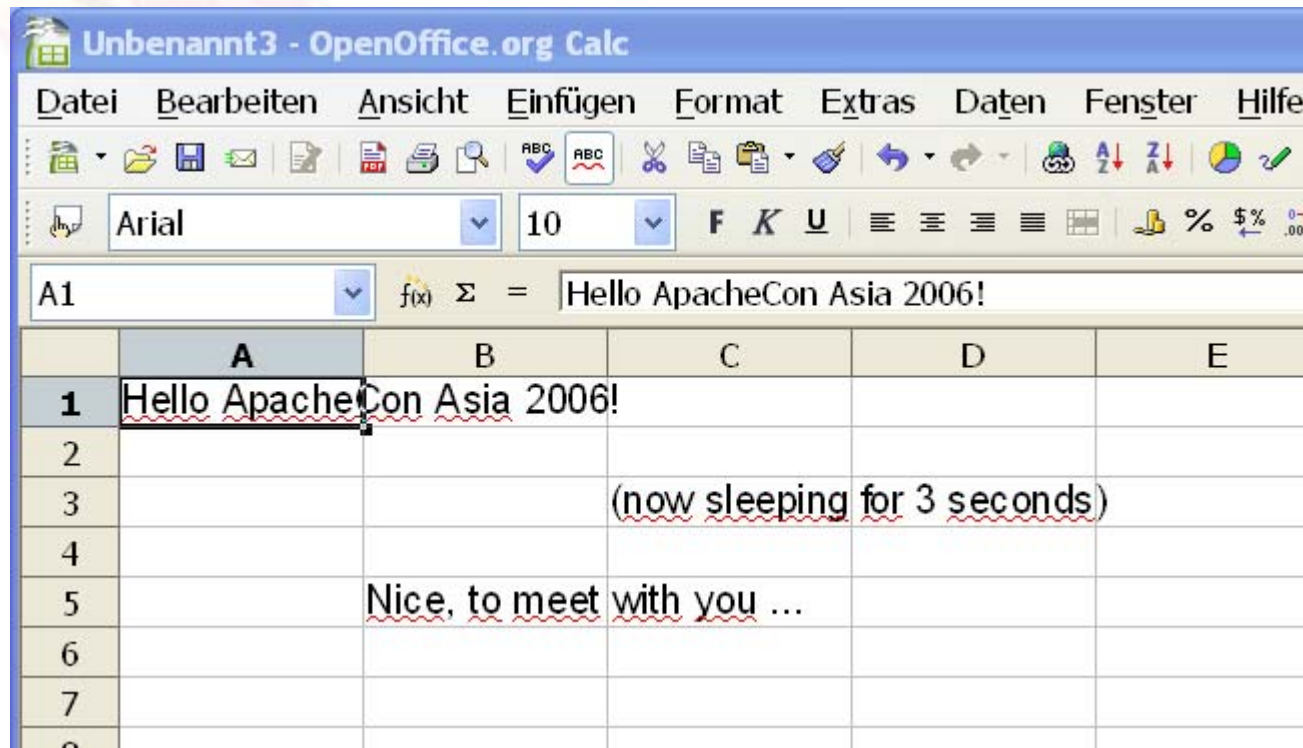 Unbenannt3 - OpenOffice.org Calc
Datei Bearbeiten Ansicht Einfügen Format Extras Daten Fenster Hilfe
ABC ABC
Arial 10 F K U % $%
A1 f(x) Σ = Hello ApacheCon Asia 2006!
A B C D E
1 Hello ApacheCon Asia 2006!
2
3 (now sleeping for 3 seconds)
4
5 Nice, to meet with you ...
6
7